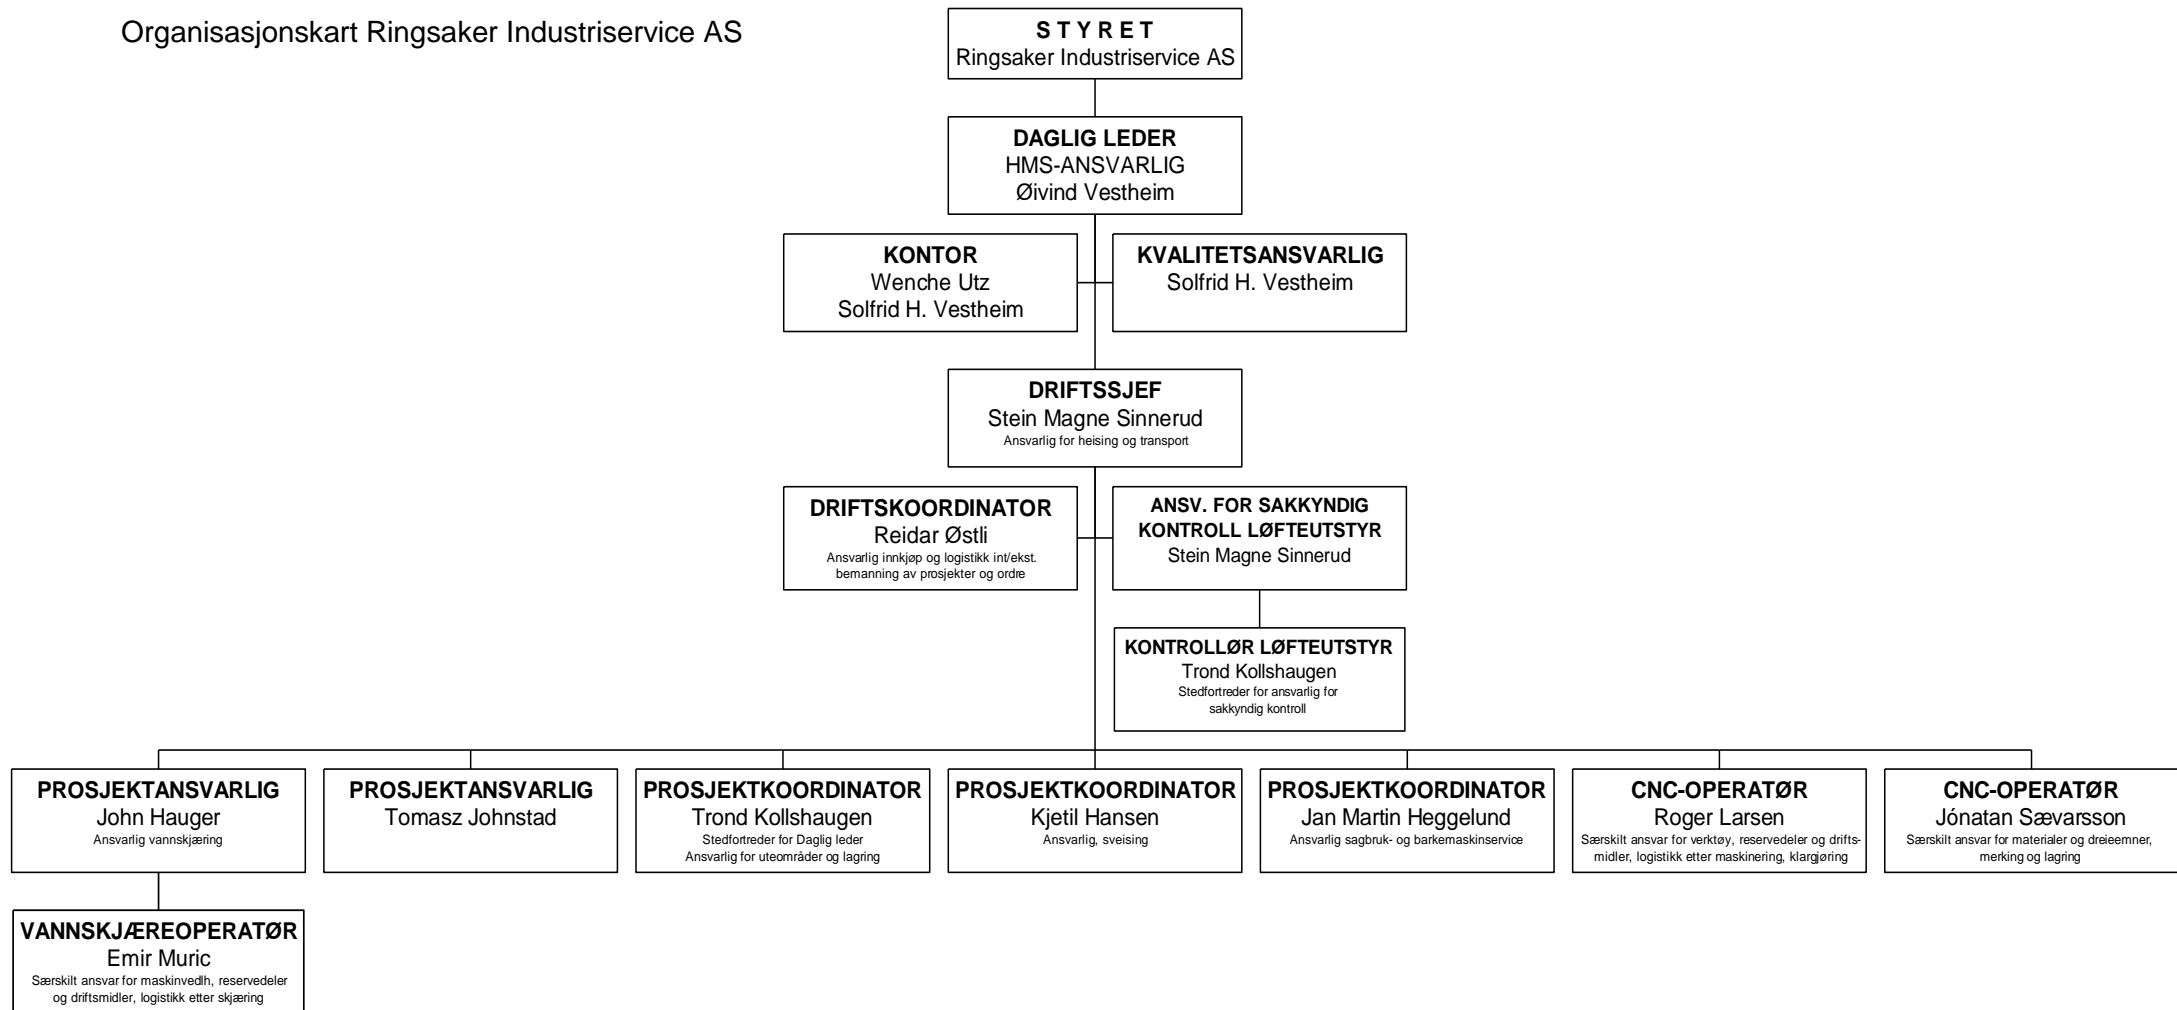 Organisasjonskart Ringsaker Industriservice AS
S T Y R E T
Ringsaker Industriservice AS
DAGLIG LEDER
HMS-ANSVARLIG
Øivind Vestheim
KONTOR
Wenche Utz
Solfrid H. Vestheim
KVALITETSANSVARLIG
Solfrid H. Vestheim
DRIFTSSJEF
Stein Magne Sinnerud
Ansvarlig for heising og transport
DRIFTSKOORDINATOR
Reidar Østli
Ansvarlig innkjøp og logistikk int/ekst.
bemanning av prosjekter og ordre
ANSV. FOR SAKKYNDIG
KONTROLL LØFTEUTSTYR
Stein Magne Sinnerud
KONTROLLØR LØFTEUTSTYR
Trond Kollshaugen
Stedfortreder for ansvarlig for
sakkyndig kontroll
PROSJEKTANSVARLIG
John Hauger
Ansvarlig vannskjæring
PROSJEKTANSVARLIG
Tomasz Johnstad
PROSJEKTKOORDINATOR
Trond Kollshaugen
Stedfortreder for Daglig leder
Ansvarlig for uteområder og lagring
PROSJEKTKOORDINATOR
Kjetil Hansen
Ansvarlig, sveising
PROSJEKTKOORDINATOR
Jan Martin Heggelund
Ansvarlig sagbruk- og barkemaskinservice
CNC-OPERATØR
Roger Larsen
Særskilt ansvar for verktøy, reservedeler og drifts-
midler, logistikk etter maskinering, klargjøring
CNC-OPERATØR
Jónatan Sævarsson
Særskilt ansvar for materialer og dreieemner,
merking og lagring
VANNSKJÆREOPERATØR
Emir Muric
Særskilt ansvar for maskinvedlh, reservedeler
og driftsmidler, logistikk etter skjæring